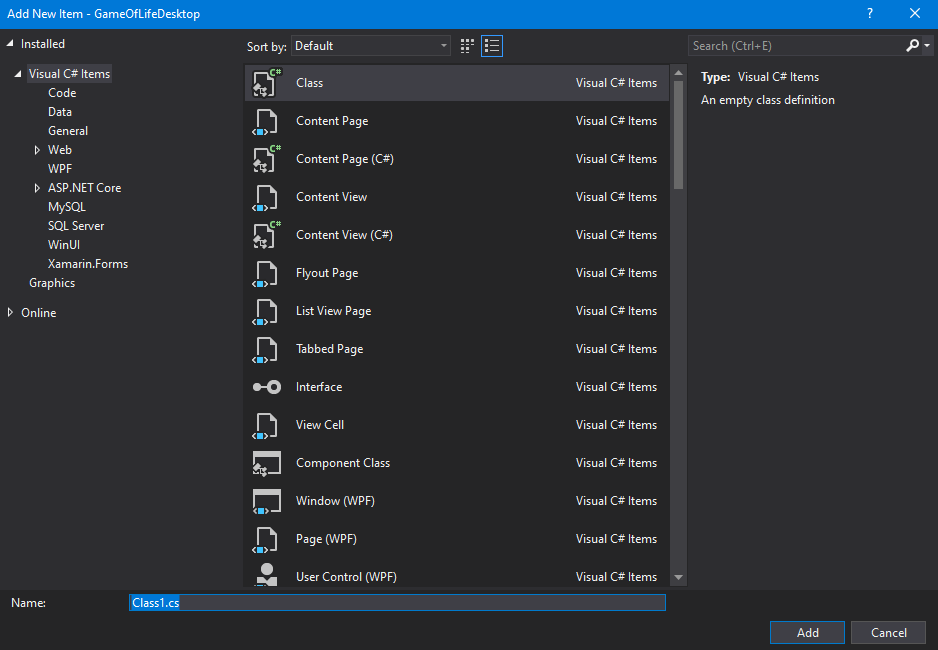 Add New Item - GameOfLifeDesktop
?
Installed
Visual C# Items
Code
Data
General
Web
WPF
ASP.NET Core
MySQL
SQL Server
WinUI
Xamarin.Forms
Graphics
Online
Sort by: Default
Search (Ctrl+E)
C# Class Visual C# Items
Content Page Visual C# Items
C# Content Page (C#) Visual C# Items
Content View Visual C# Items
C# Content View (C#) Visual C# Items
Flyout Page Visual C# Items
List View Page Visual C# Items
Tabbed Page Visual C# Items
Interface Visual C# Items
View Cell Visual C# Items
Component Class Visual C# Items
Window (WPF) Visual C# Items
Page (WPF) Visual C# Items
User Control (WPF) Visual C# Items
Type: Visual C# Items
An empty class definition
Name: Class1.cs
Add Cancel